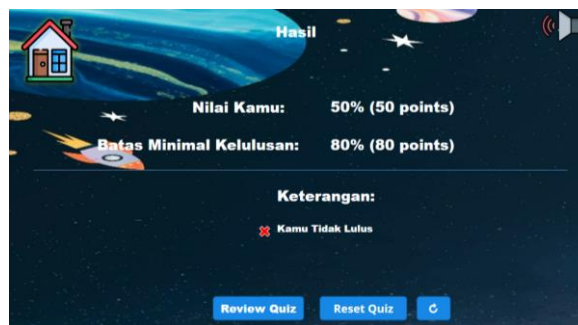 Hasil
Nilai Kamu: 50% (50 points)
Batas Minimal Kelulusan: 80% (80 points)
Keterangan:
Kamu Tidak Lulus
Review Quiz Reset Quiz